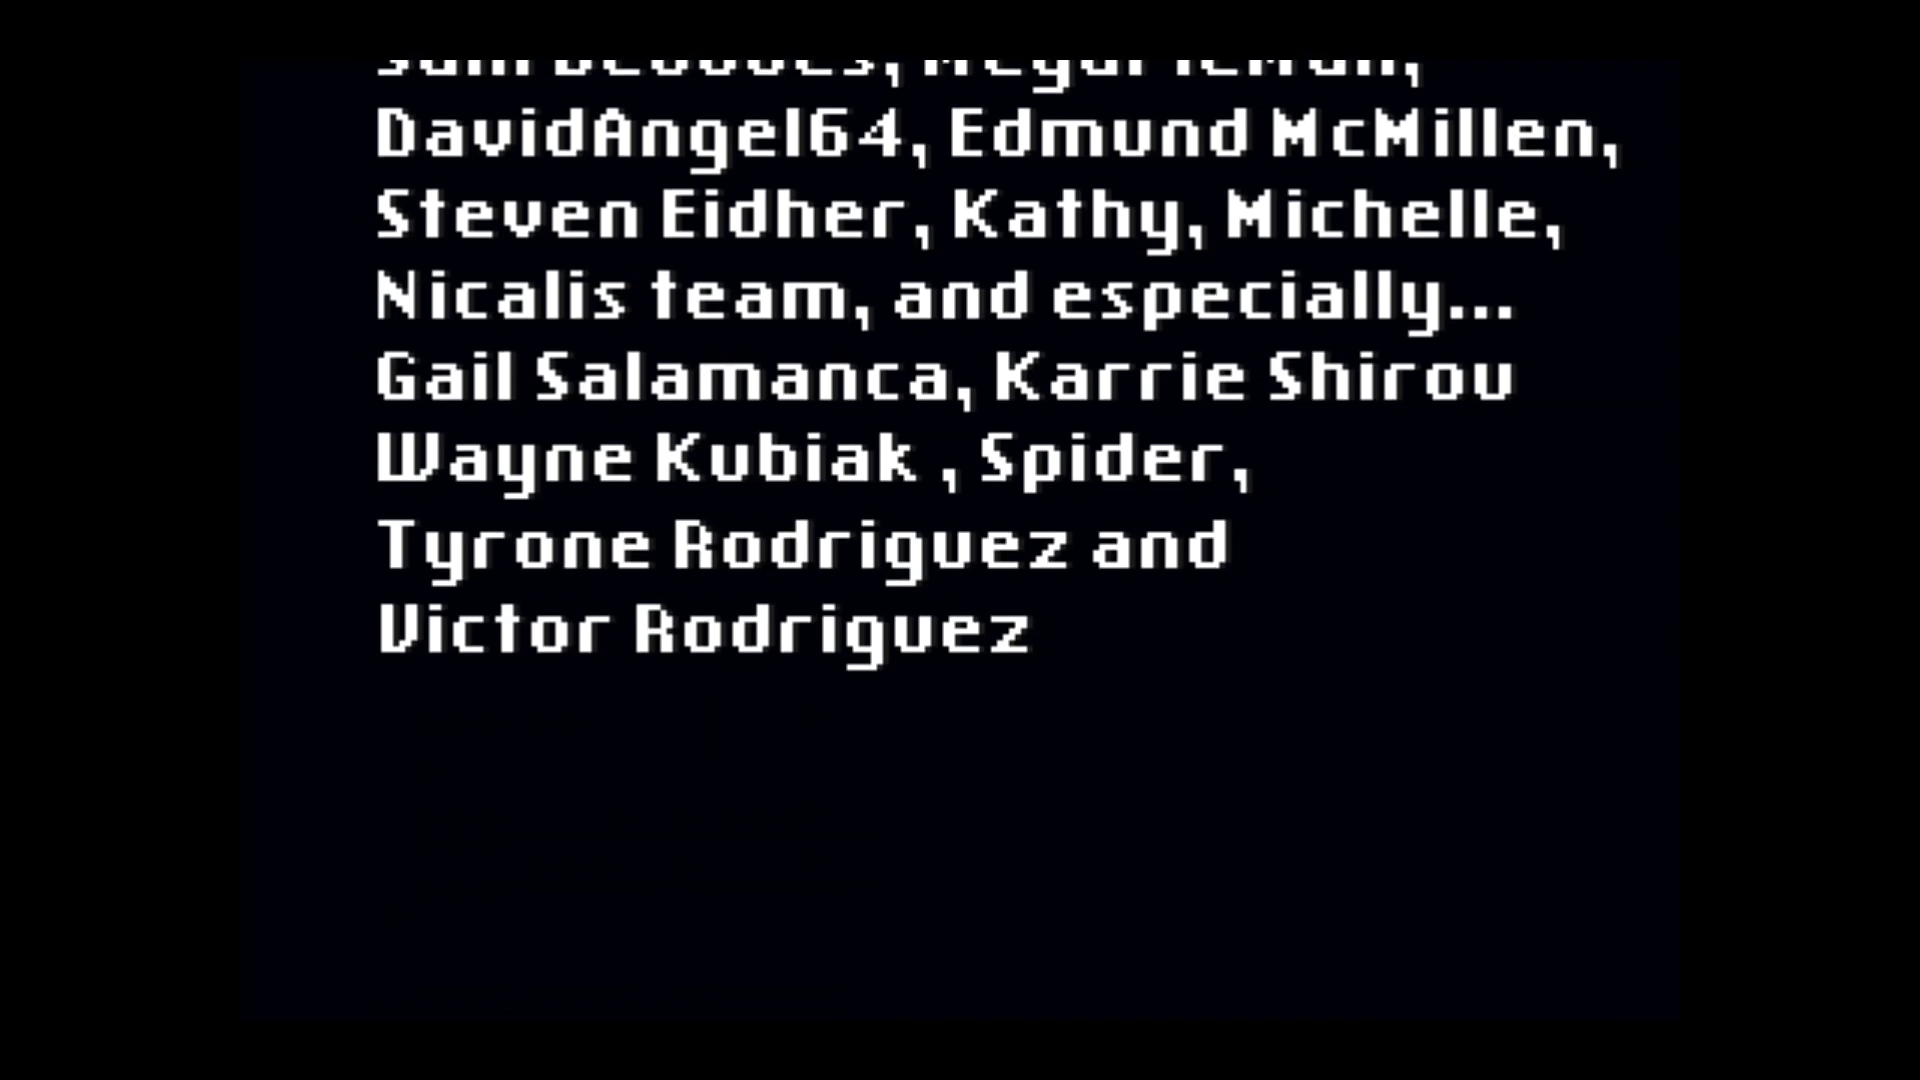 DavidAngel64, Edmund McMillen,
Steven Eidher, Kathy, Michelle,
Nicalis team, and especially...
Gail Salamanca, Karrie Shirou
Wayne Kubiak , Spider,
Tyrone Rodriguez and
Victor Rodriguez